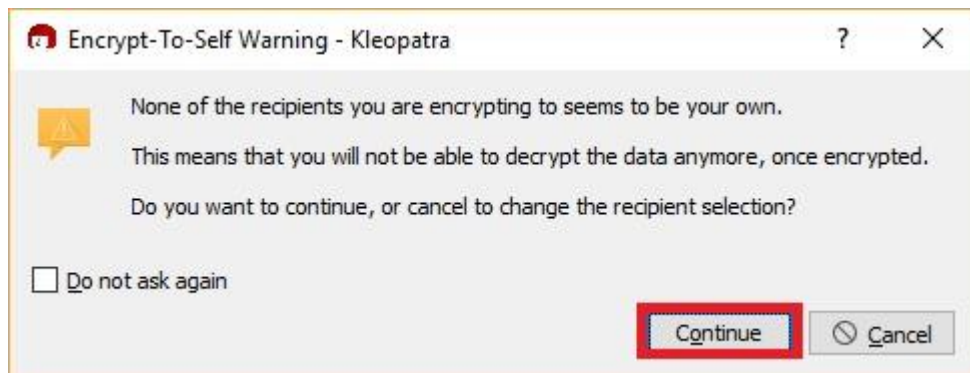 Encrypt-To-Self Warning - Kleopatra ?
None of the recipients you are encrypting to seems to be your own.
This means that you will not be able to decrypt the data anymore, once encrypted.
Do you want to continue, or cancel to change the recipient selection?
Do not ask again
Continue Cancel